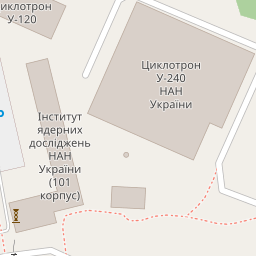 Циклотрон
У-120
Циклотрон
У-240
НАН
України
Інститут
ядерних
досліджень
НАН
України
(101
корпус)